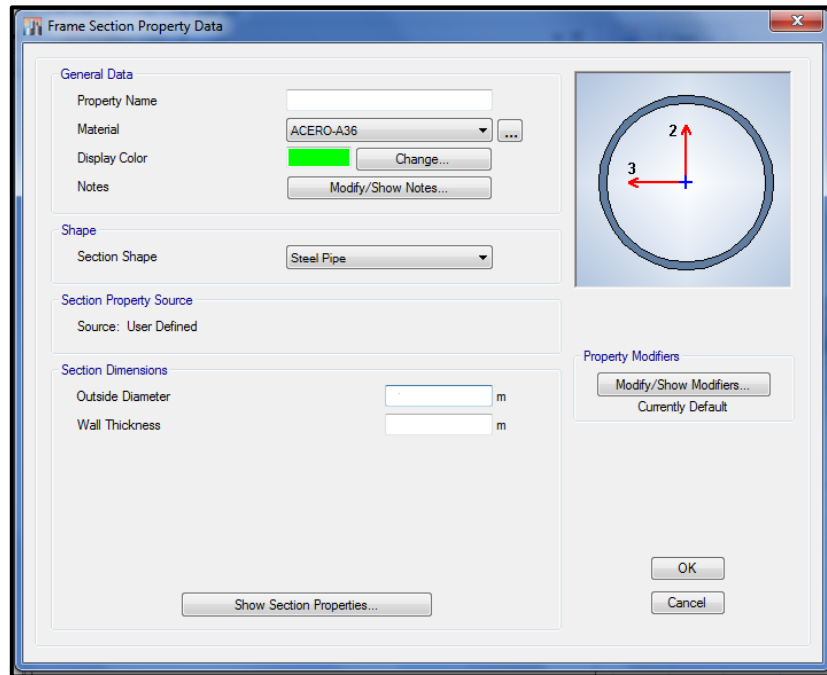 Frame Section Property Data
General Data
Property Name
Material ACERO-A36 ...
Display Color Change...
Notes Modify/Show Notes...
2
3
Shape
Section Shape Steel Pipe
Section Property Source
Source: User Defined
Section Dimensions
Outside Diameter m
Wall Thickness m
Show Section Properties...
Property Modifiers
Modify/Show Modifiers...
Currently Default
OK
Cancel